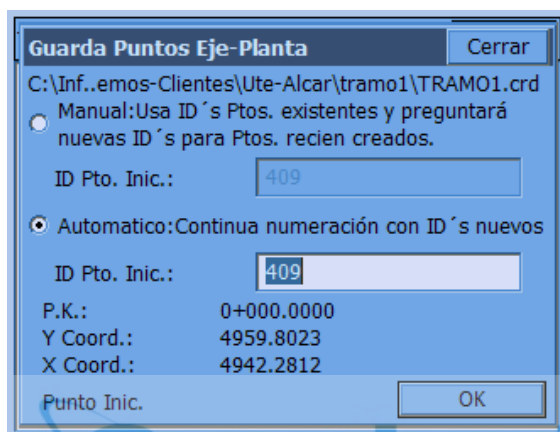 Guarda Puntos Eje-Planta Cerrar
C:\Inf..emos-Clientes\Ute-Alcar\tramo1\TRAMO1.crd
Manual:Usa ID´s Ptos. existentes y preguntará
nuevas ID´s para Ptos. recien creados.
ID Pto. Inic.: 409
Automatico:Continua numeración con ID´s nuevos
ID Pto. Inic.: 409
P.K.: 0+000.0000
Y Coord.: 4959.8023
X Coord.: 4942.2812
Punto Inic. OK